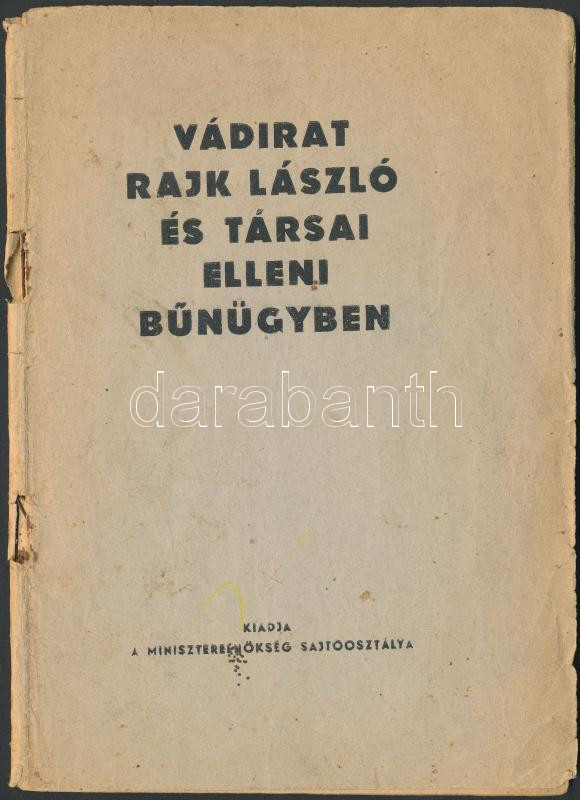 VÁDIRAT
RAJK LÁSZLÓ
ÉS TÁRSAI
ELLENI
BŰNÜGYBEN
darabanth
KIADJA
A MINISZTERELNÖKSÉG SAJTÓOSZTÁLYA